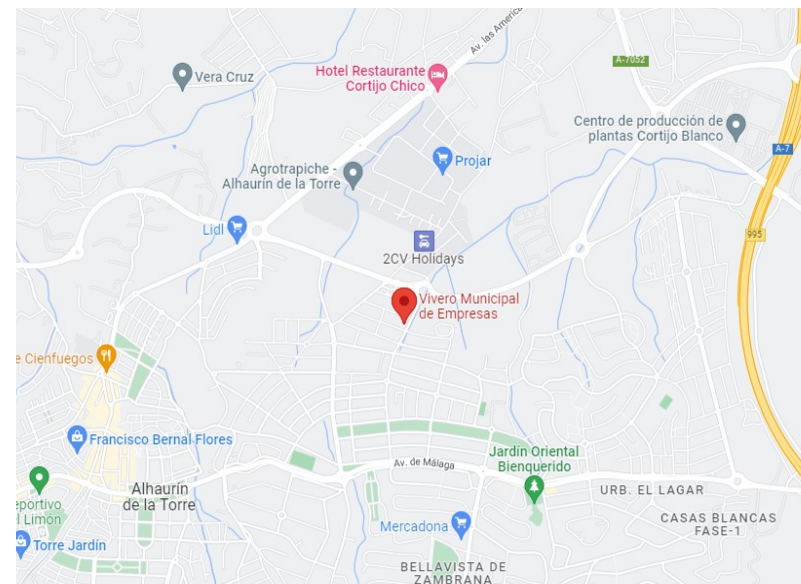 Av. las America
Vera Cruz
Hotel Restaurante
Cortijo Chico
A-7052
Centro de producción de
plantas Cortijo Blanco
A-7
Projar
Agrotrapiche -
Alhaurín de la Torre
Lidl
995
2CV Holidays
Vivero Municipal
de Empresas
e Cienfuegos
Francisco Bernal Flores
Jardín Oriental
Bienquerido
Av. de Málaga
eportivo
el Limón
Alhaurín
de la Torre
URB. EL LAGAR
CASAS BLANCAS
FASE-1
Mercadona
Torre Jardín
BELLAVISTA DE
ZAMBRANA